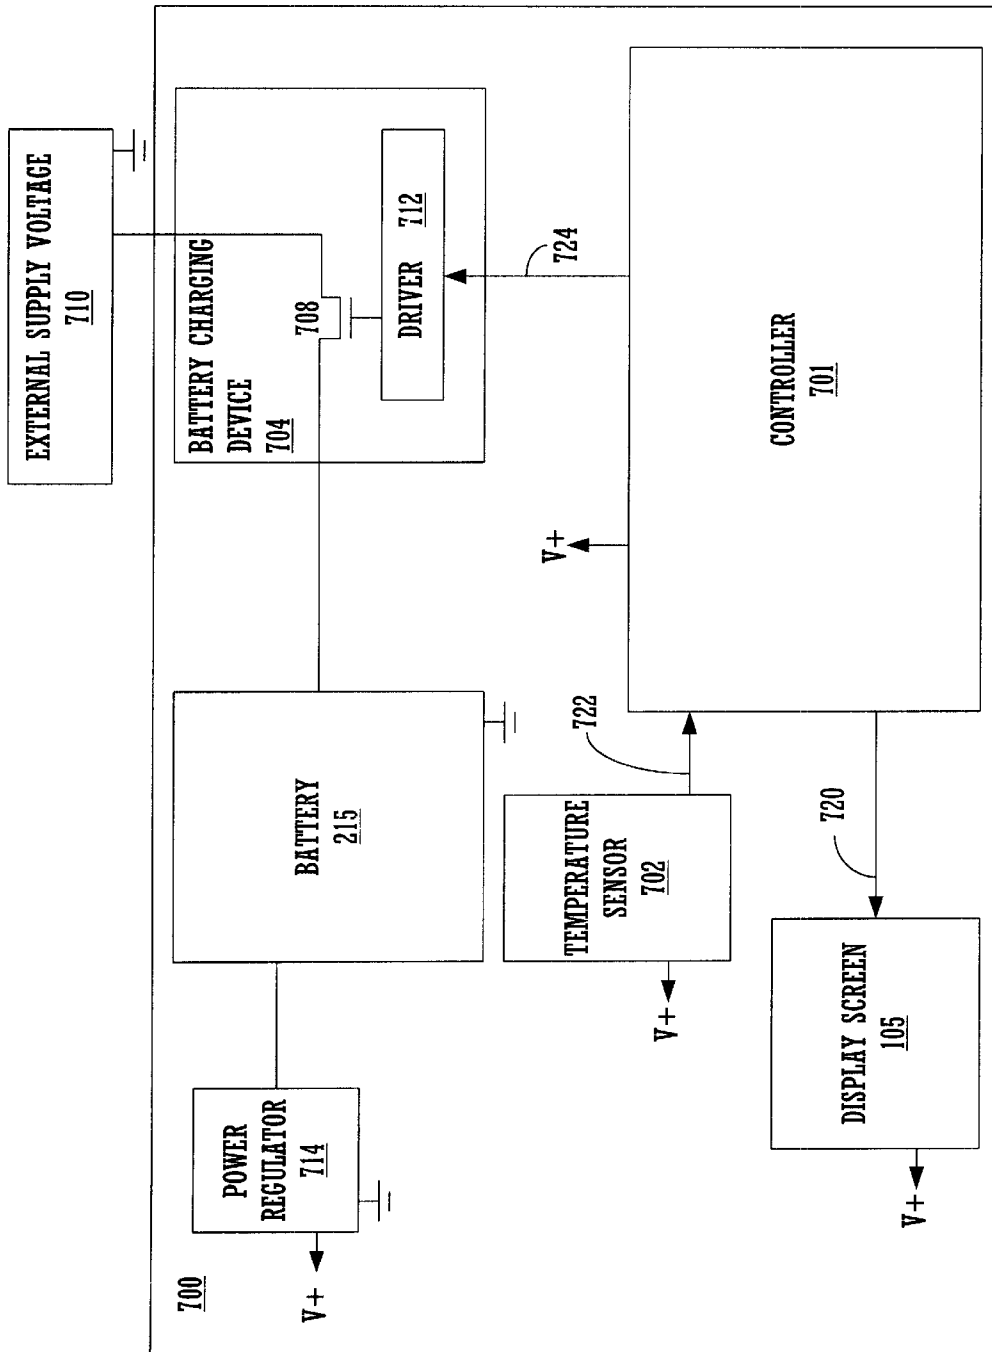 700
POWER
REGULATOR
714
V+
BATTERY
215
BATTERY CHARGING
DEVICE
704
708
DRIVER 712
EXTERNAL SUPPLY VOLTAGE
710
TEMPERATURE
SENSOR
702
V+
722
V+
724
DISPLAY SCREEN
105
V+
720
CONTROLLER
701